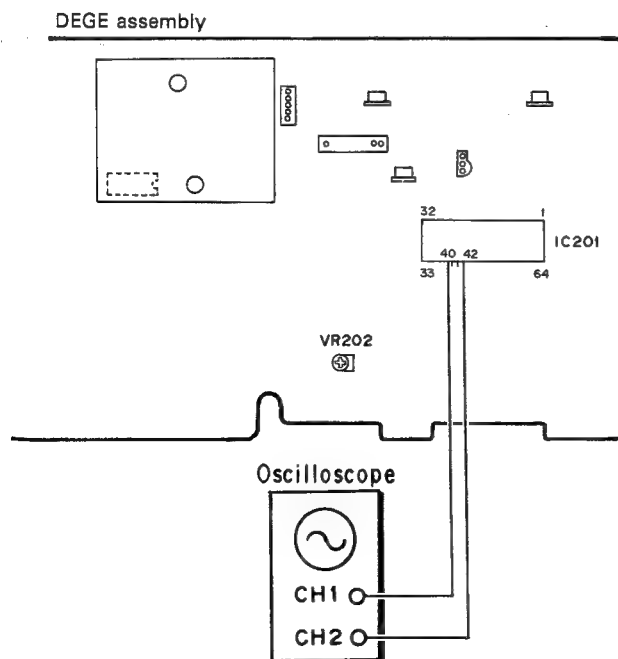 DEGE assembly
32 1
IC201
40 42
33 64
VR202
Oscilloscope
CH1
CH2